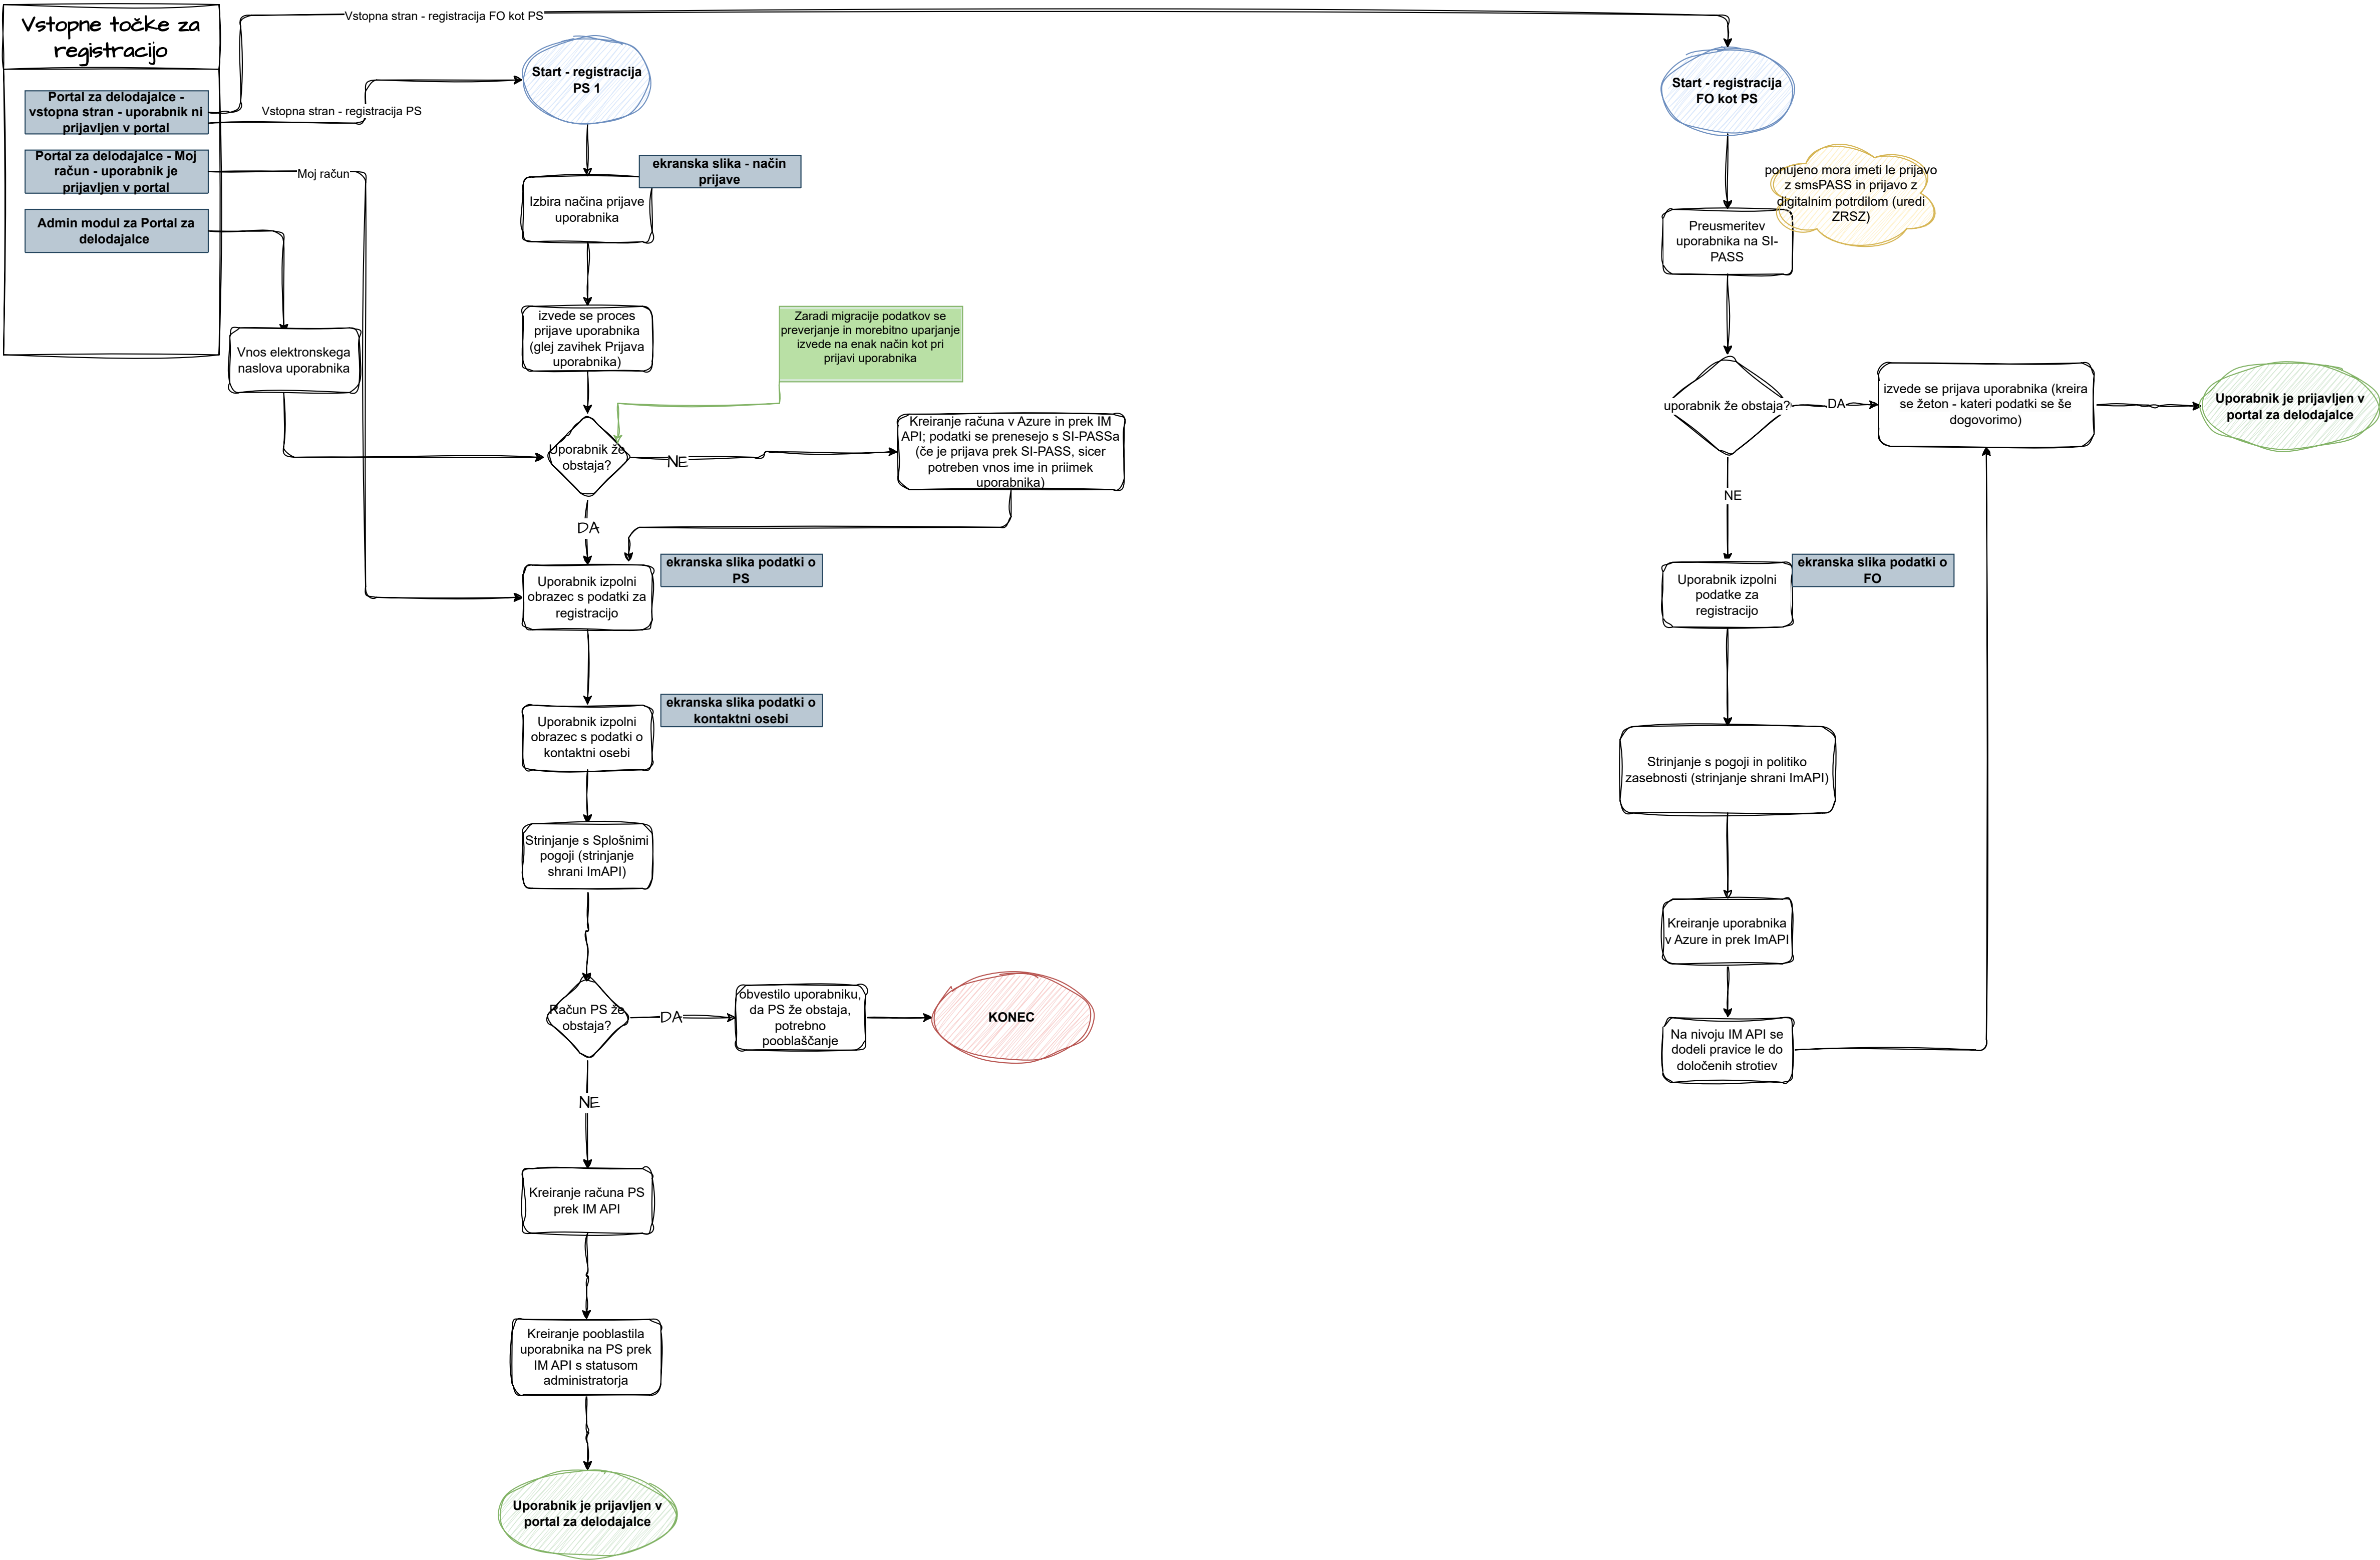 Vstopne točke za
registracijo
Portal za delodajalce -
vstopna stran - uporabnik ni
prijavljen v portal
Portal za delodajalce - Moj
račun - uporabnik je
prijavljen v portal
Admin modul za Portal za
delodajalce
Vstopna stran - registracija FO kot PS
Vstopna stran - registracija PS
Moj račun
Vnos elektronskega
naslova uporabnika
Start - registracija
PS 1
ekranska slika - način
prijave
Izbira načina prijave
uporabnika
izvede se proces
prijave uporabnika
(glej zavihek Prijava
uporabnika)
Zaradi migracije podatkov se
preverjanje in morebitno uparjanje
izvede na enak način kot pri
prijavi uporabnika
Uporabnik že
obstaja?
NE
Kreiranje računa v Azure in prek IM
API; podatki se prenesejo s SI-PASSa
(če je prijava prek SI-PASS, sicer
potreben vnos ime in priimek
uporabnika)
DA
ekranska slika podatki o
PS
Uporabnik izpolni
obrazec s podatki za
registracijo
ekranska slika podatki o
kontaktni osebi
Uporabnik izpolni
obrazec s podatki o
kontaktni osebi
Strinjanje s Splošnimi
pogoji (strinjanje
shrani ImAPI)
Račun PS že
obstaja?
DA
obvestilo uporabniku,
da PS že obstaja,
potrebno
pooblaščanje
KONEC
NE
Kreiranje računa PS
prek IM API
Kreiranje pooblastila
uporabnika na PS prek
IM API s statusom
administratorja
Uporabnik je prijavljen v
portal za delodajalce
Start - registracija
FO kot PS
ponujeno mora imeti le prijavo
z smsPASS in prijavo z
digitalnim potrdilom (uredi
ZRSZ)
Preusmeritev
uporabnika na SI-
PASS
uporabnik že obstaja?
DA
izvede se prijava uporabnika (kreira
se žeton - kateri podatki se še
dogovorimo)
Uporabnik je prijavljen v
portal za delodajalce
NE
ekranska slika podatki o
FO
Uporabnik izpolni
podatke za
registracijo
Strinjanje s pogoji in politiko
zasebnosti (strinjanje shrani ImAPI)
Kreiranje uporabnika
v Azure in prek ImAPI
Na nivoju IM API se
dodeli pravice le do
določenih strotiev